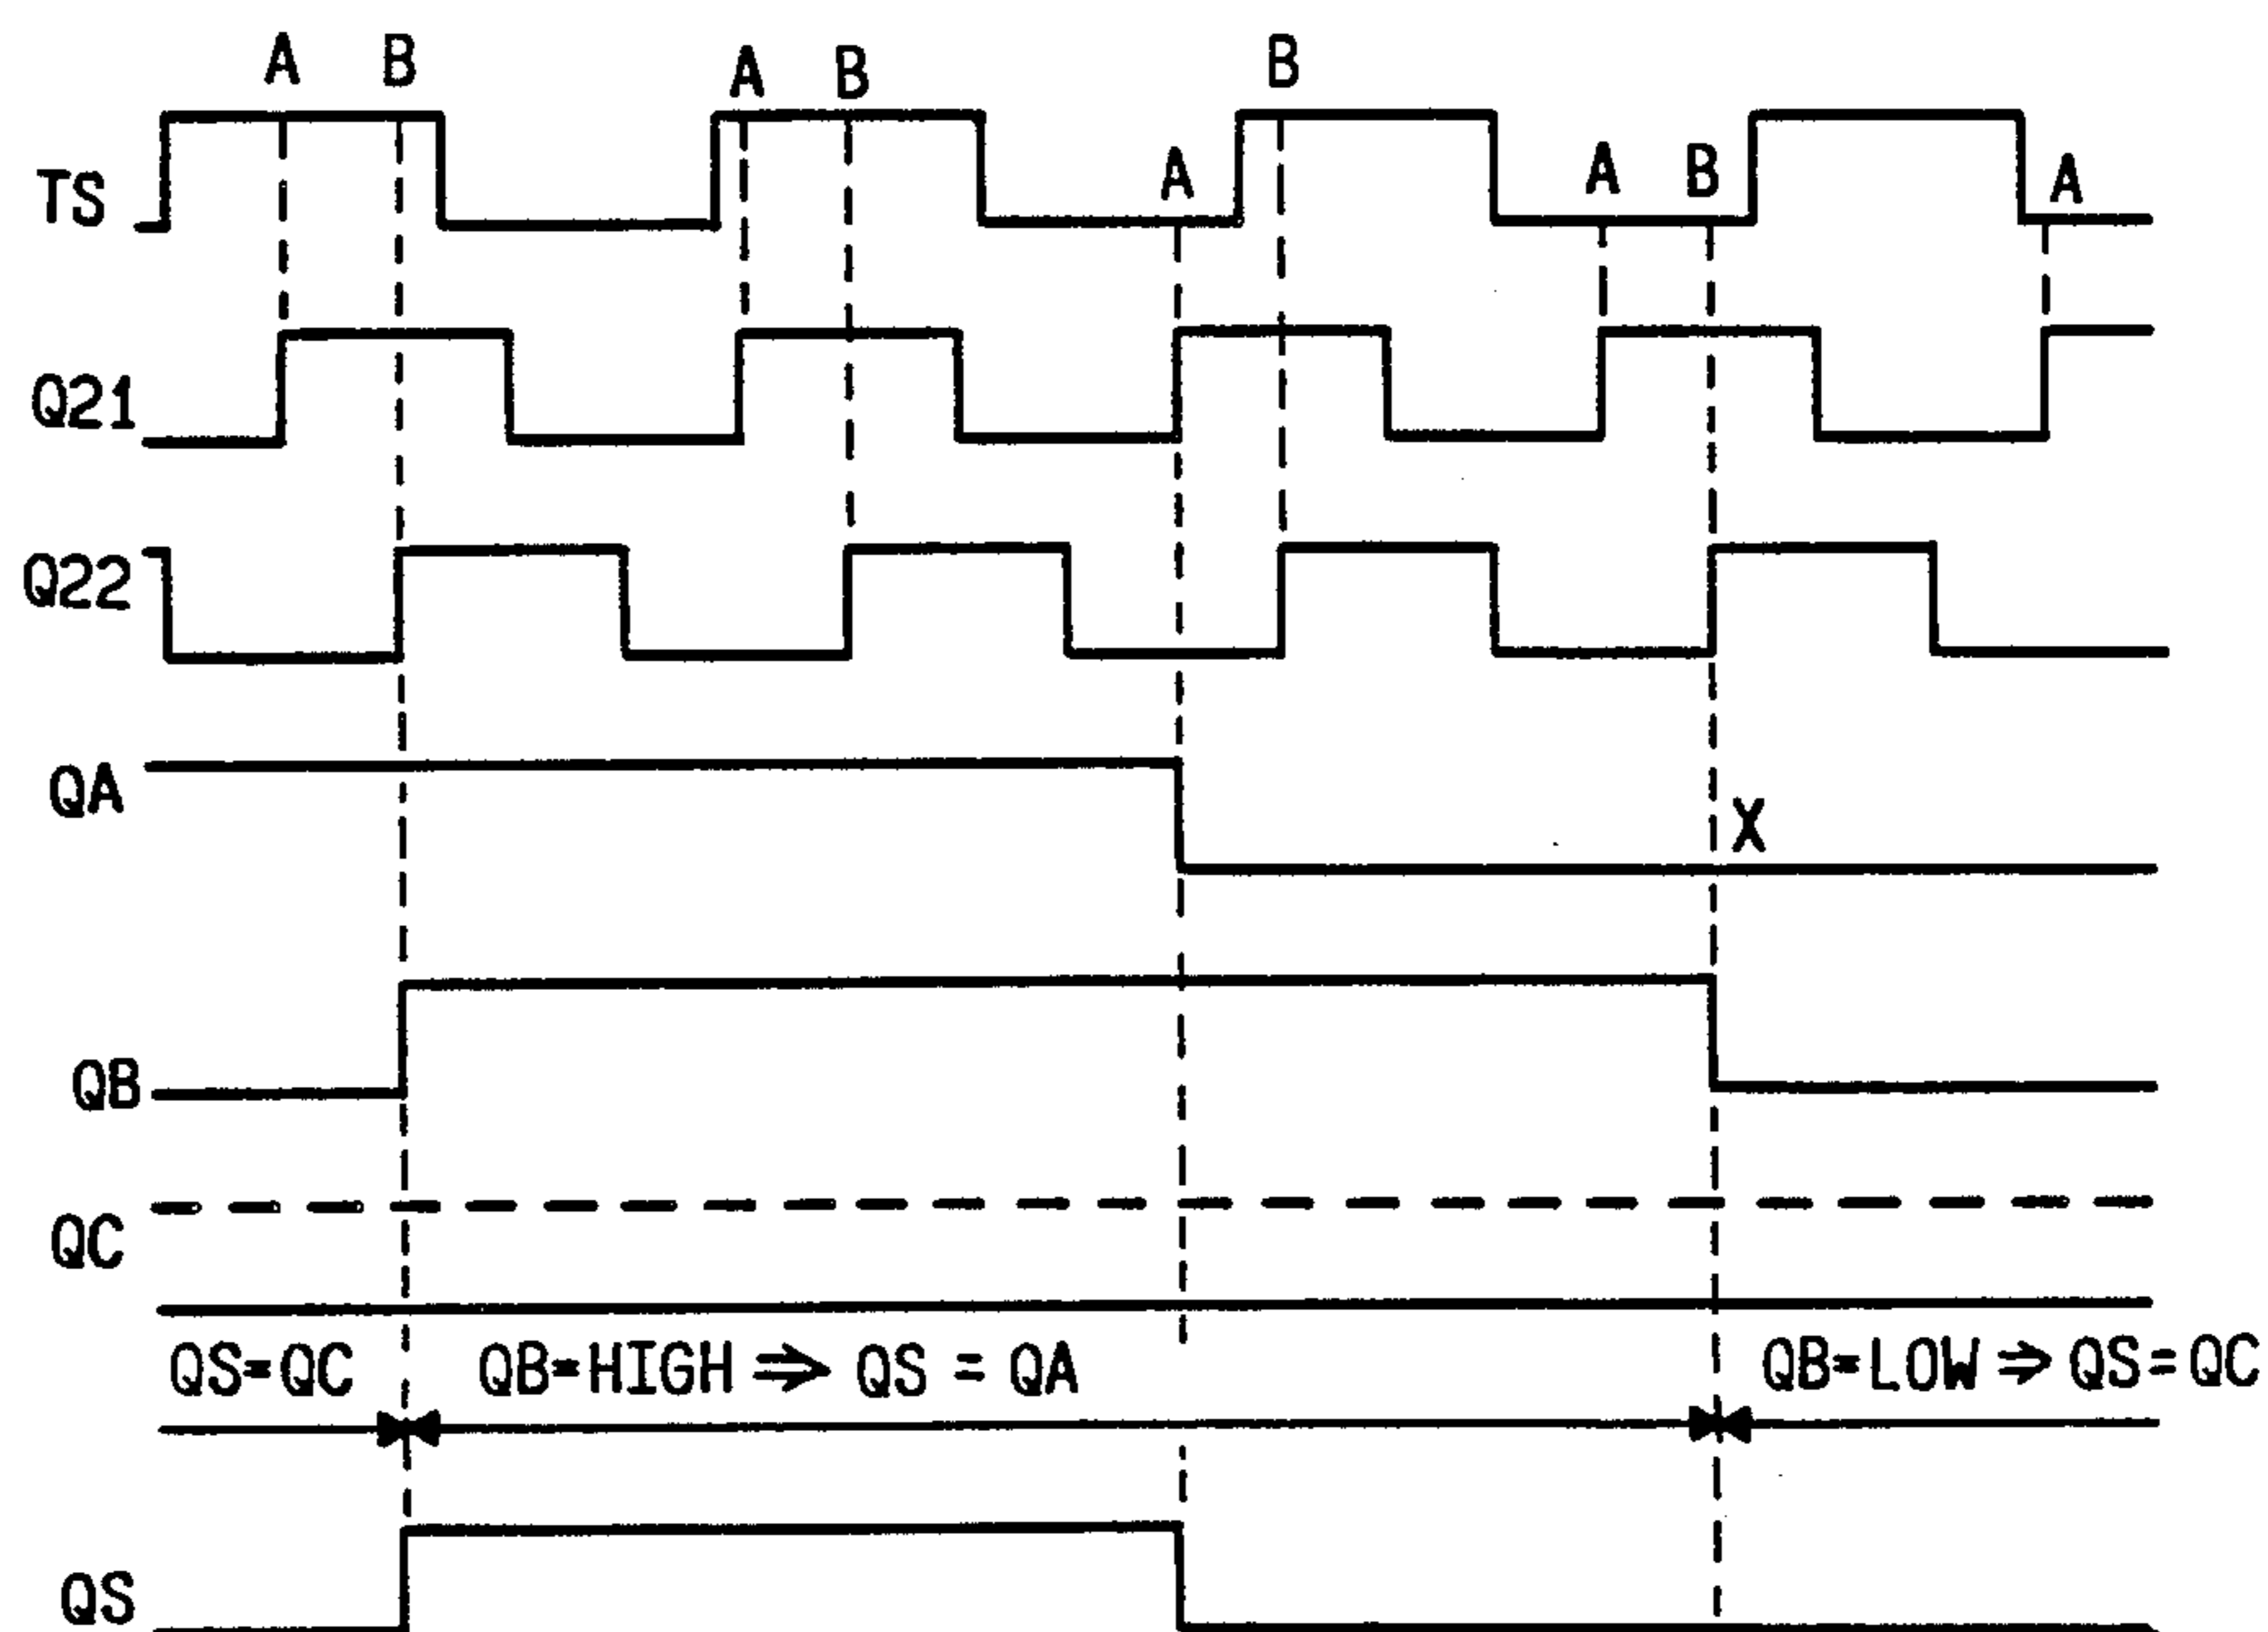 A B A B B
A A B A
TS
Q21
Q22
QA
X
QB
QC
QS=QC QB=HIGH ⇒ QS = QA QB=LOW ⇒ QS=QC
QS